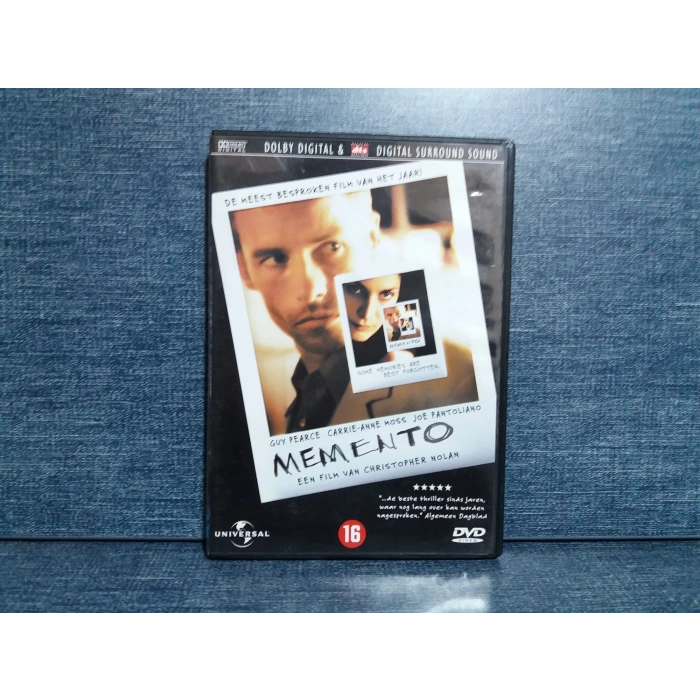 DOLBY DIGITAL & dts DIGITAL SURROUND SOUND
DE MEEST BESPROKEN FILM VAN HET JAAR!
SOME MEMORIES ARE
BEST FORGOTTEN
GUY PEARCE CARRIE-ANNE MOSS JOE PANTOLIANO
MEMENTO
EEN FILM VAN CHRISTOPHER NOLAN
"...de beste thriller sinds jaren,
waar nog lang over kan worden
nagesproken." Algemeen Dagblad
UNIVERSAL
16
DVD
VIDEO